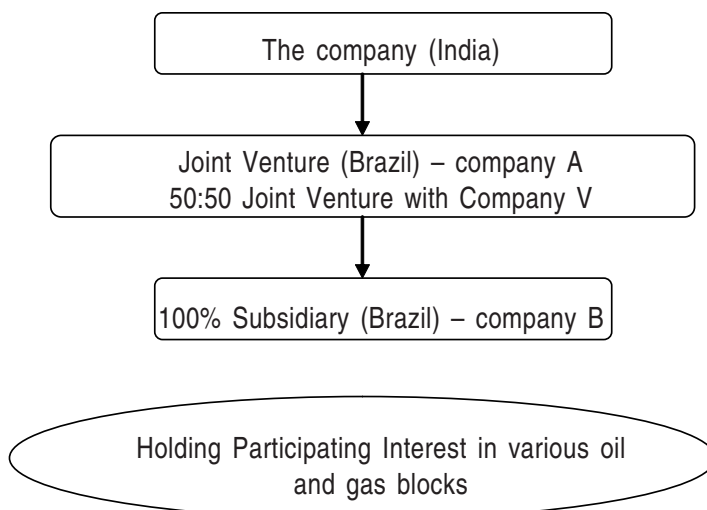 The company (India)
Joint Venture (Brazil) – company A
50:50 Joint Venture with Company V
100% Subsidiary (Brazil) – company B
Holding Participating Interest in various oil
and gas blocks